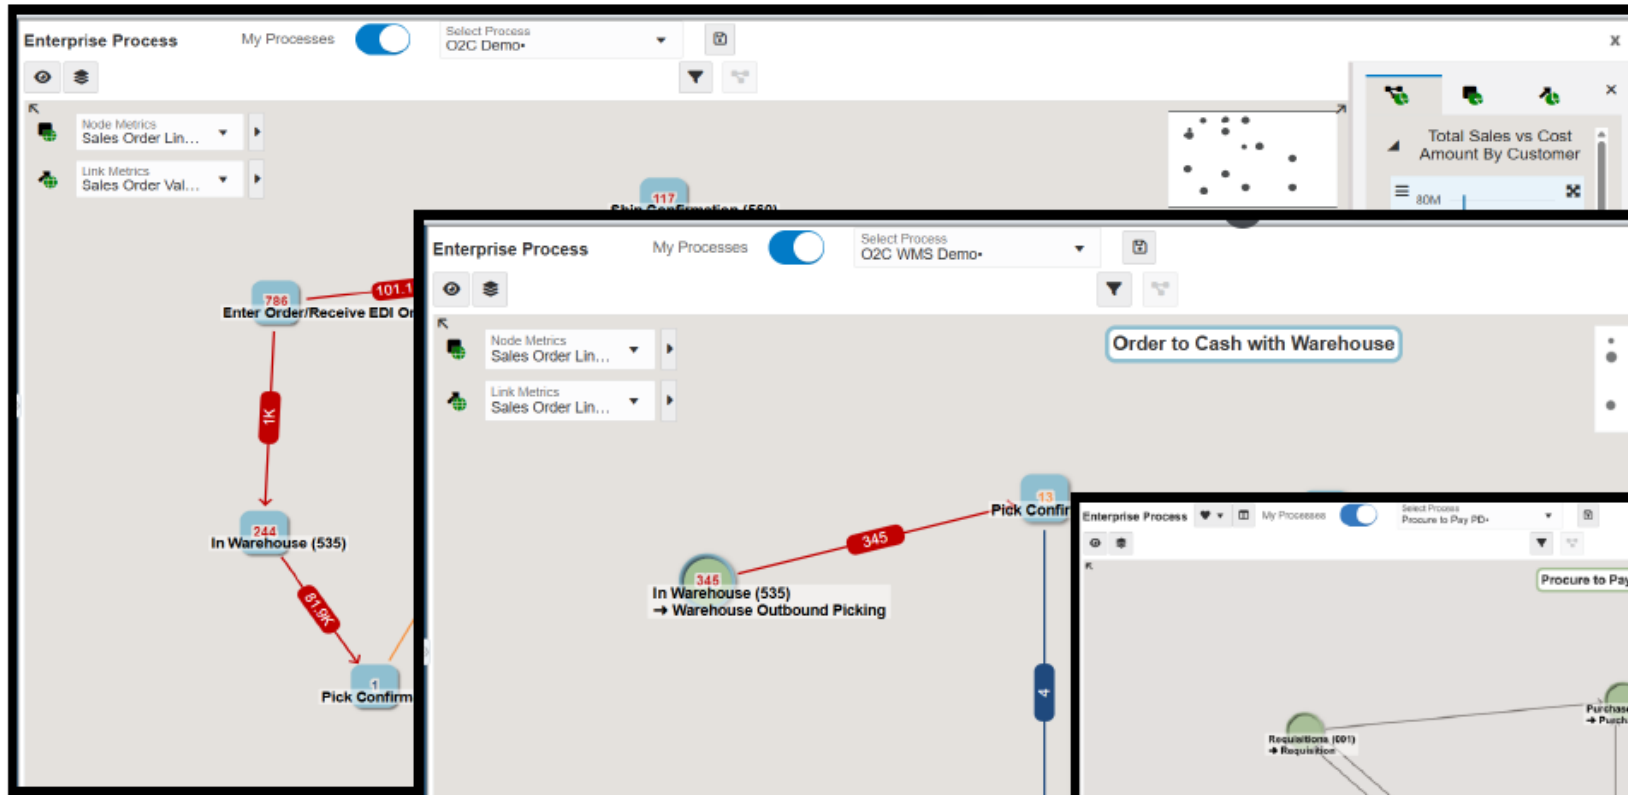 Enterprise Process
My Processes
Select Process
O2C Demo•
x
Node Metrics
Sales Order Lin...
Link Metrics
Sales Order Val...
Total Sales vs Cost
Amount By Customer
80M
117
786
Enter Order/Receive EDI Or
101.1
1K
244
In Warehouse (535)
81.9K
1
Pick Confirm
Enterprise Process
My Processes
Select Process
O2C WMS Demo•
Node Metrics
Sales Order Lin...
Link Metrics
Sales Order Lin...
Order to Cash with Warehouse
13
Pick Confir
345
345
In Warehouse (535)
→ Warehouse Outbound Picking
4
Enterprise Process
My Processes
Select Process
Procure to Pay PD•
Procure to Pay
Requisitions (001)
→ Requisition
Purchase
→ Purch